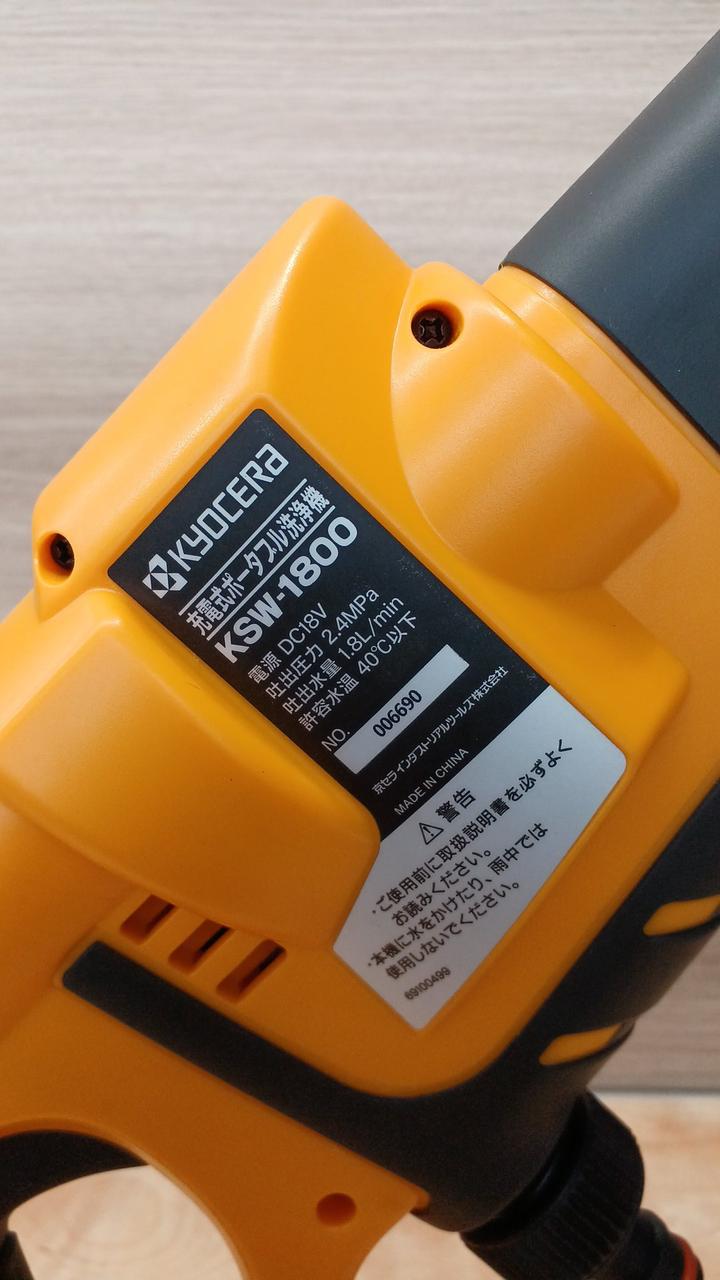 KYOCERA
充電式ポータブル洗浄機
KSW-1800
電源 DC18V
吐出圧力 2.4MPa
吐出水量 1.8L/min
許容水温 40℃以下
NO. 006690
京セラインダストリアルツールズ株式会社
MADE IN CHINA
⚠ 警告
・ご使用前に取扱説明書を必ずよく
お読みください。
・本機に水をかけたり、雨中では
使用しないでください。
69100499